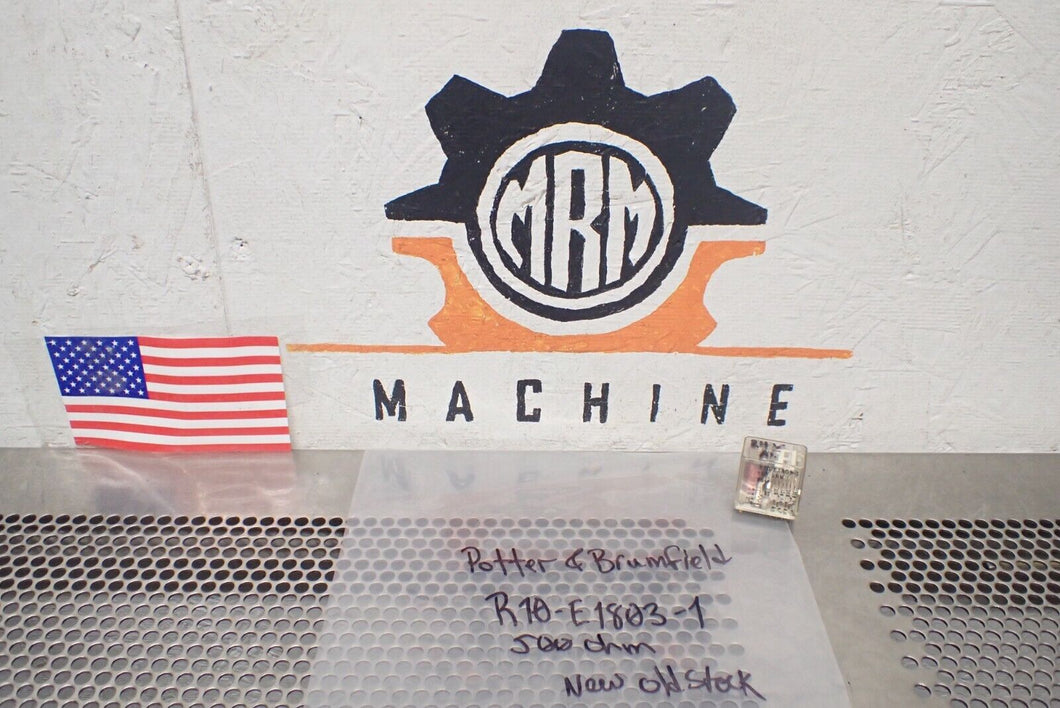 MRM
MACHINE
Potter & Brumfield
R10-E1803-1
500 ohm
New old Stock